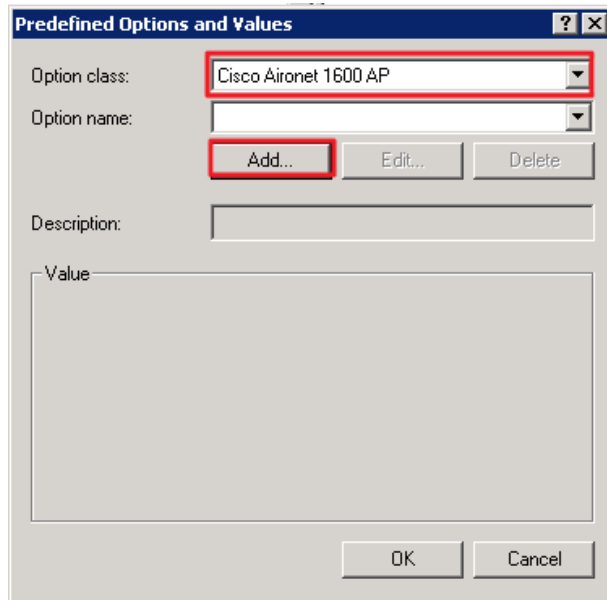 Predefined Options and Values
Option class: Cisco Aironet 1600 AP
Option name:
Add... Edit... Delete
Description:
Value
OK Cancel